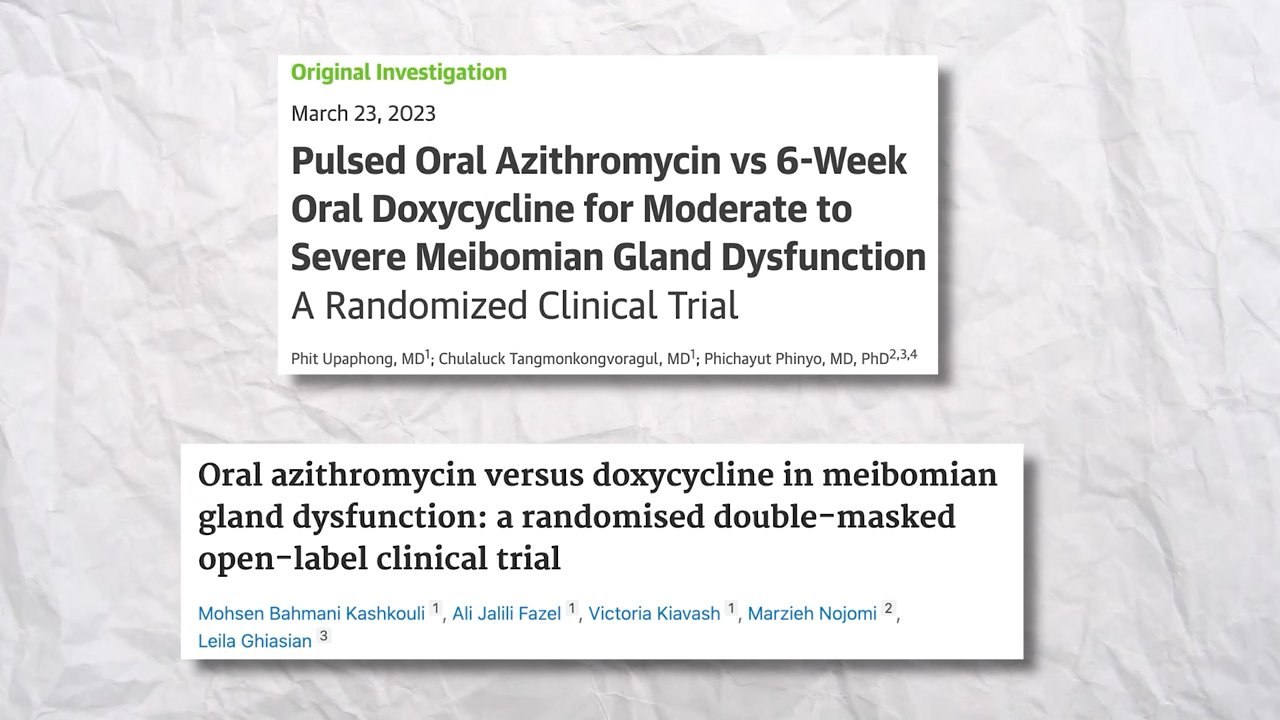 Original Investigation
March 23, 2023
Pulsed Oral Azithromycin vs 6-Week
Oral Doxycycline for Moderate to
Severe Meibomian Gland Dysfunction
A Randomized Clinical Trial
Phit Upaphong, MD1; Chulaluck Tangmonkongvoragul, MD1; Phichayut Phinyo, MD, PhD2,3,4
Oral azithromycin versus doxycycline in meibomian
gland dysfunction: a randomised double-masked
open-label clinical trial
Mohsen Bahmani Kashkouli 1, Ali Jalili Fazel 1, Victoria Kiavash 1, Marzieh Nojomi 2,
Leila Ghiasian 3